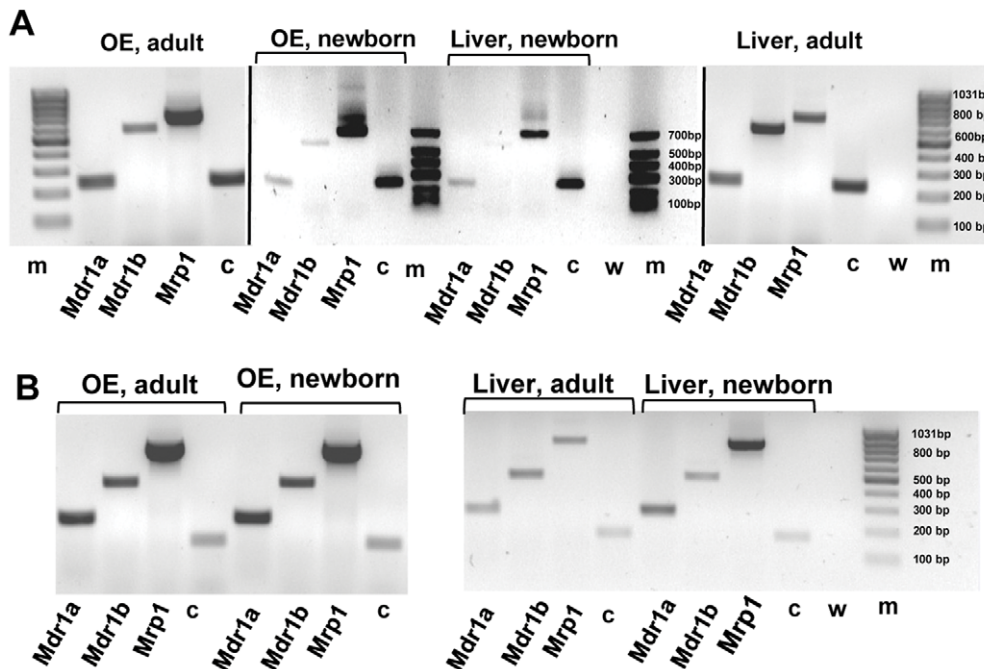 A
OE, adult
OE, newborn
Liver, newborn
Liver, adult
700bp
500bp
400bp
300bp
100bp
1031bp
800 bp
600bp
400 bp
300 bp
200 bp
100 bp
m
Mdr1a
Mdr1b
Mrp1
c
Mdr1a
Mdr1b
Mrp1
c
m
Mdr1a
Mdr1b
Mrp1
c
w
m
Mdr1a
Mdr1b
Mrp1
c
w
m
B
OE, adult
OE, newborn
Liver, adult
Liver, newborn
1031bp
800 bp
500 bp
400 bp
300 bp
200 bp
100 bp
Mdr1a
Mdr1b
Mrp1
c
Mdr1a
Mdr1b
Mrp1
c
Mdr1a
Mdr1b
Mrp1
c
Mdr1a
Mdr1b
Mrp1
c
w
m